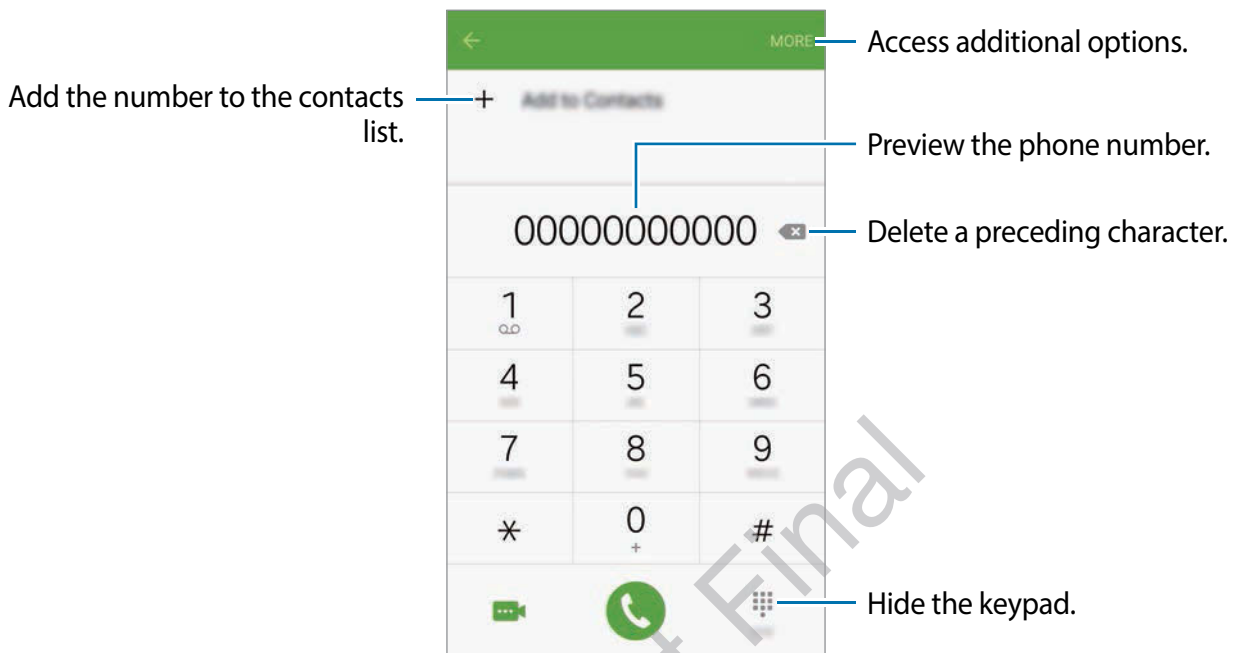 MORE
Access additional options.
Add the number to the contacts
list.
Add to Contacts
Preview the phone number.
00000000000
Delete a preceding character.
1 2 3
4 5 6
7 8 9
* 0 #
+
Hide the keypad.
Final